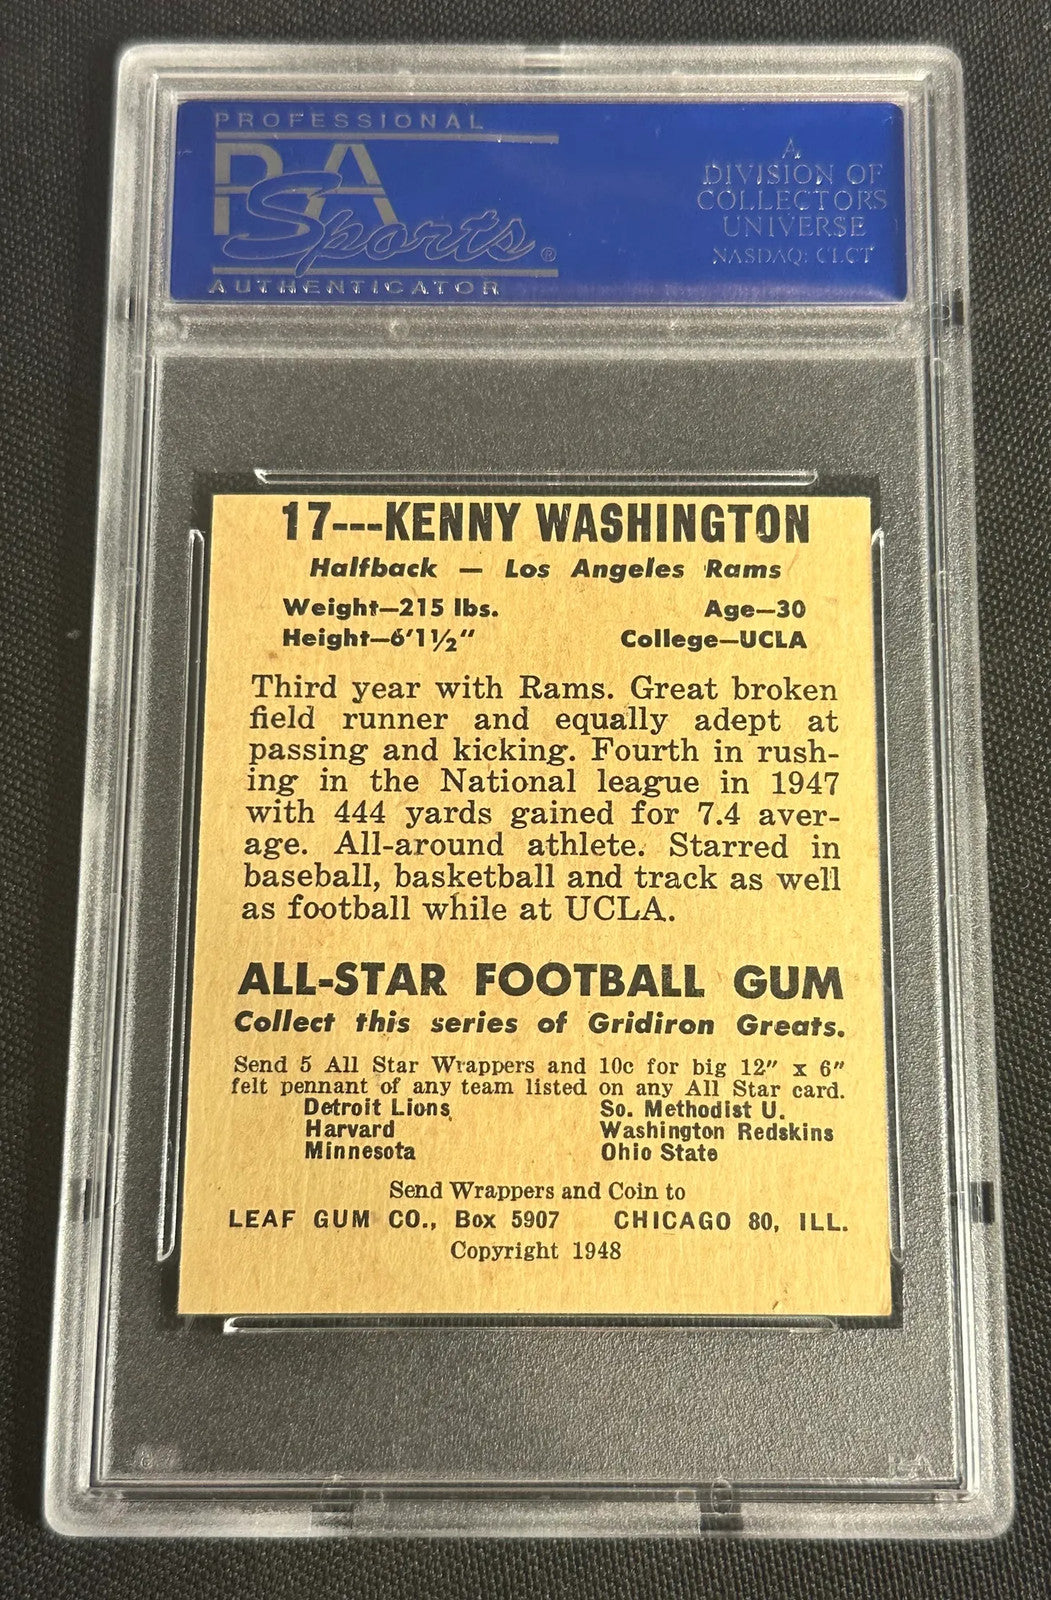 PROFESSIONAL
PSA
Sports®
AUTHENTICATOR
A
DIVISION OF
COLLECTORS
UNIVERSE
NASDAQ: CLCT
17---KENNY WASHINGTON
Halfback — Los Angeles Rams
Weight—215 lbs. Age—30
Height—6'1½" College—UCLA
Third year with Rams. Great broken
field runner and equally adept at
passing and kicking. Fourth in rush-
ing in the National league in 1947
with 444 yards gained for 7.4 aver-
age. All-around athlete. Starred in
baseball, basketball and track as well
as football while at UCLA.
ALL-STAR FOOTBALL GUM
Collect this series of Gridiron Greats.
Send 5 All Star Wrappers and 10c for big 12" x 6"
felt pennant of any team listed on any All Star card.
Detroit Lions So. Methodist U.
Harvard Washington Redskins
Minnesota Ohio State
Send Wrappers and Coin to
LEAF GUM CO., Box 5907 CHICAGO 80, ILL.
Copyright 1948